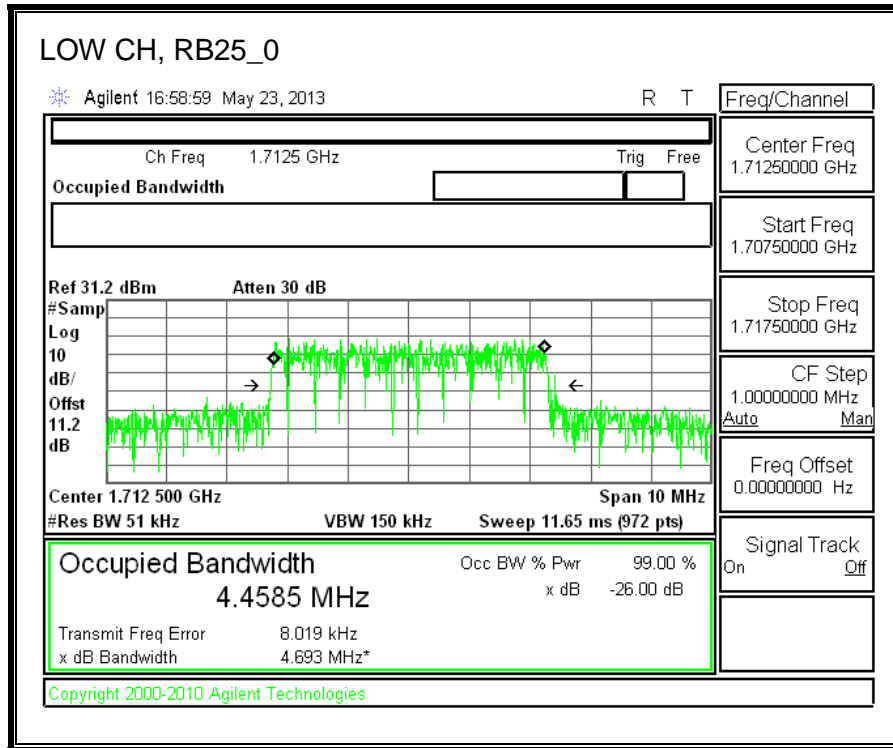 LOW CH, RB25_0
Agilent 16:58:59 May 23, 2013 R T
Freq/Channel
Ch Freq 1.7125 GHz Trig Free
Occupied Bandwidth
Center Freq
1.71250000 GHz
Start Freq
1.70750000 GHz
Stop Freq
1.71750000 GHz
CF Step
1.00000000 MHz
Auto Man
Freq Offset
0.00000000 Hz
Signal Track
On Off
Ref 31.2 dBm Atten 30 dB
#Samp
Log
10
dB/
Offst
11.2
dB
Center 1.712 500 GHz Span 10 MHz
#Res BW 51 kHz VBW 150 kHz Sweep 11.65 ms (972 pts)
Occupied Bandwidth
4.4585 MHz
Occ BW % Pwr 99.00 %
x dB -26.00 dB
Transmit Freq Error 8.019 kHz
x dB Bandwidth 4.693 MHz*
Copyright 2000-2010 Agilent Technologies